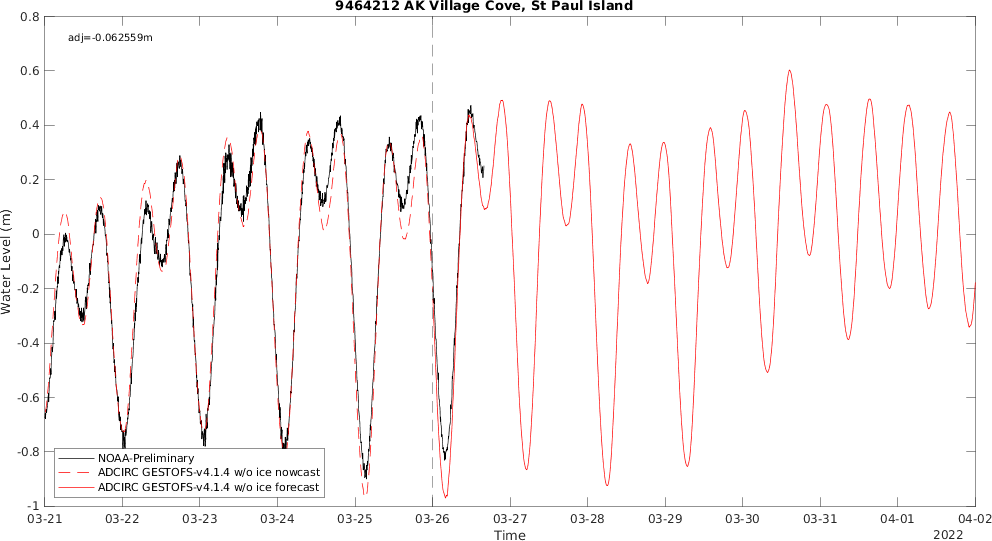 9464212 AK Village Cove, St Paul Island
adj=-0.062559m
0.8
0.6
0.4
0.2
0
-0.2
-0.4
-0.6
-0.8
-1
Water Level (m)
NOAA-Preliminary
ADCIRC GESTOFS-v4.1.4 w/o ice nowcast
ADCIRC GESTOFS-v4.1.4 w/o ice forecast
03-21 03-22 03-23 03-24 03-25 03-26 03-27 03-28 03-29 03-30 03-31 04-01 04-02
Time
2022